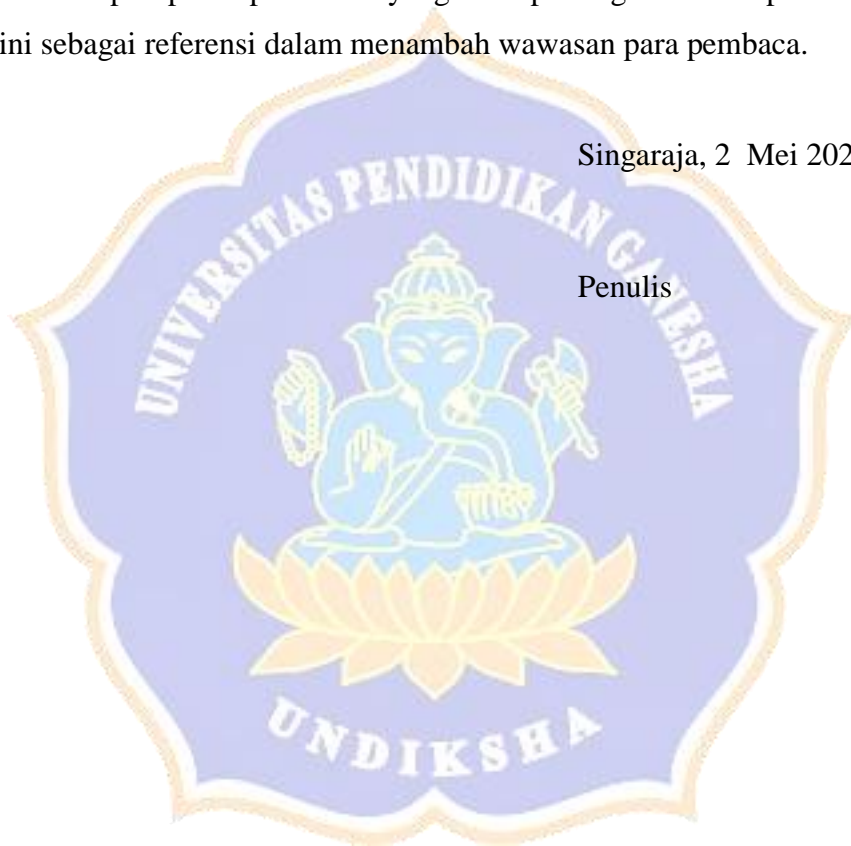 ini sebagai referensi dalam menambah wawasan para pembaca.
Singaraja, 2 Mei 202
Penulis
UNIVERSITAS PENDIDIKAN GANESHA
UNDIKSHA